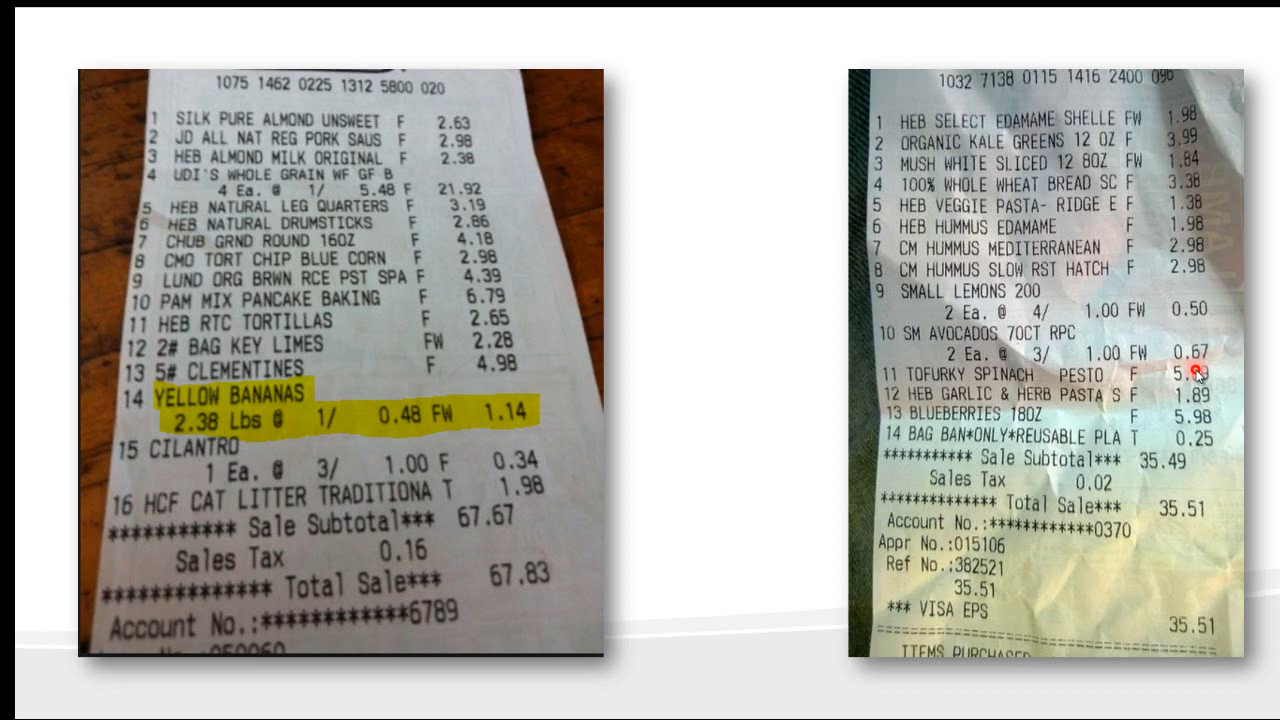 1075 1462 0225 1312 5800 020
1 SILK PURE ALMOND UNSWEET F 2.63
2 JD ALL NAT REG PORK SAUS F 2.98
3 HEB ALMOND MILK ORIGINAL F 2.38
4 UDI'S WHOLE GRAIN WF GF B
4 Ea. @ 1/ 5.48 F 21.92
5 HEB NATURAL LEG QUARTERS F 3.19
6 HEB NATURAL DRUMSTICKS F 2.86
7 CHUB GRND ROUND 16OZ F 4.18
8 CMO TORT CHIP BLUE CORN F 2.98
9 LUND ORG BRWN RCE PST SPA F 4.39
10 PAM MIX PANCAKE BAKING F 6.79
11 HEB RTC TORTILLAS F 2.65
12 2# BAG KEY LIMES FW 2.28
13 5# CLEMENTINES F 4.98
14 YELLOW BANANAS
2.38 Lbs @ 1/ 0.48 FW 1.14
15 CILANTRO
1 Ea. @ 3/ 1.00 F 0.34
16 HCF CAT LITTER TRADITIONA T 1.98
*********** Sale Subtotal*** 67.67
Sales Tax 0.16
************** Total Sale*** 67.83
Account No.:************6789
1032 7138 0115 1416 2400
1 HEB SELECT EDAMAME SHELLE FW 1.98
2 ORGANIC KALE GREENS 12 OZ F 3.99
3 MUSH WHITE SLICED 12 8OZ FW 1.84
4 100% WHOLE WHEAT BREAD SC F 3.38
5 HEB VEGGIE PASTA- RIDGE E F 1.38
6 HEB HUMMUS EDAMAME F 1.98
7 CM HUMMUS MEDITERRANEAN F 2.98
8 CM HUMMUS SLOW RST HATCH F 2.98
9 SMALL LEMONS 200
2 Ea. @ 4/ 1.00 FW 0.50
10 SM AVOCADOS 70CT RPC
2 Ea. @ 3/ 1.00 FW 0.67
11 TOFURKY SPINACH PESTO F
12 HEB GARLIC & HERB PASTA S F 1.89
13 BLUEBERRIES 18OZ F 5.98
14 BAG BAN*ONLY*REUSABLE PLA T 0.25
*********** Sale Subtotal*** 35.49
Sales Tax 0.02
************** Total Sale*** 35.51
Account No.:************0370
Appr No.:015106
Ref No.:382521
35.51
*** VISA EPS
35.51
ITEMS PURCHASED